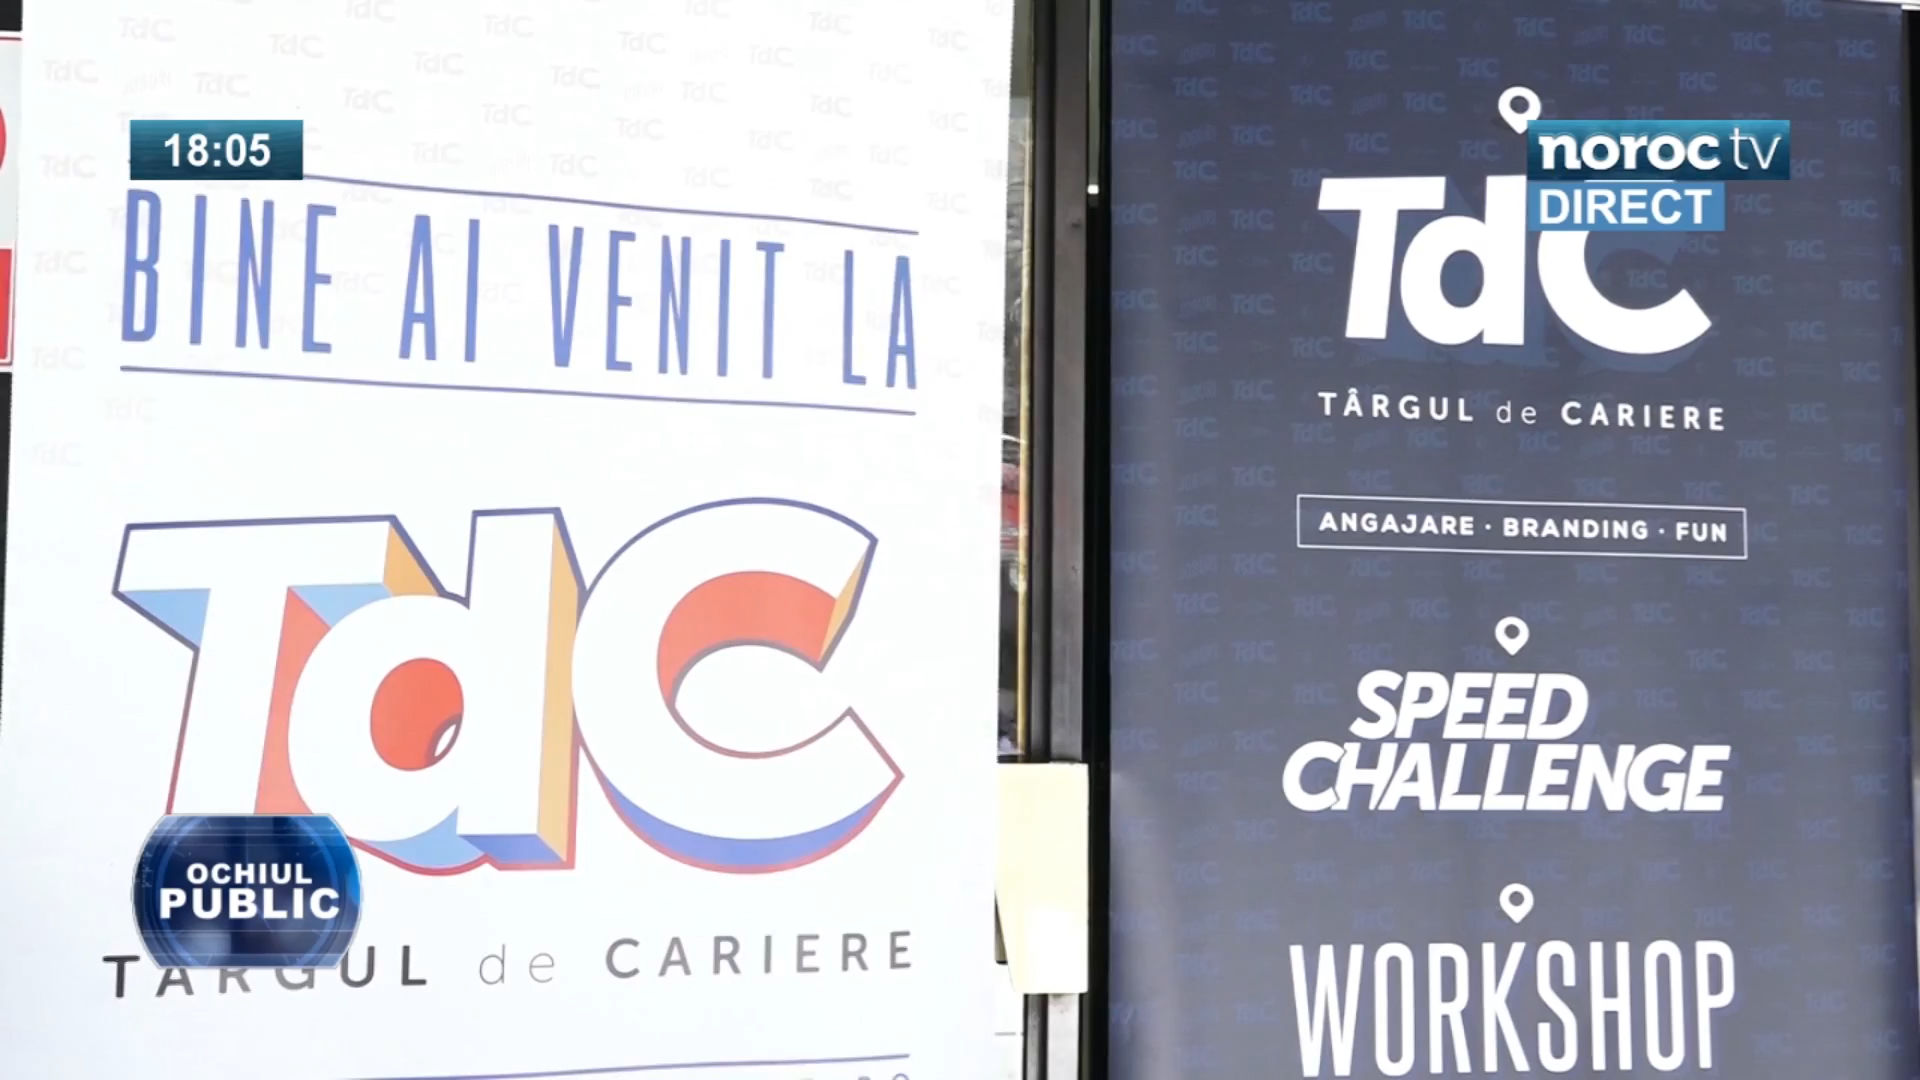 18:05
BINE AI VENIT LA
TdC
TÂRGUL de CARIERE
OCHIUL
PUBLIC
noroc tv
DIRECT
TdC
TÂRGUL de CARIERE
ANGAJARE · BRANDING · FUN
SPEED
CHALLENGE
WORKSHOP